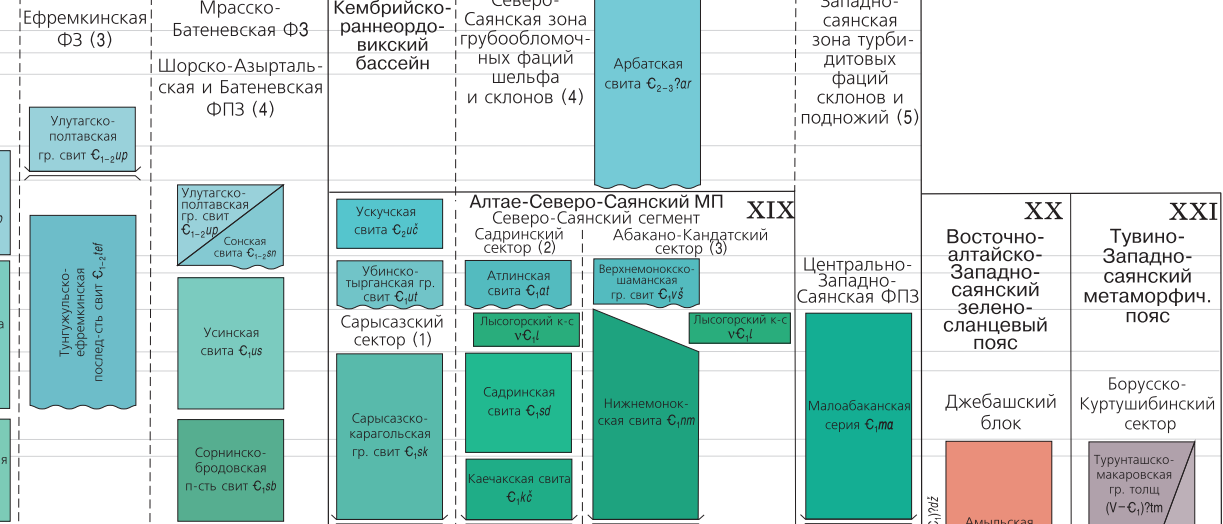 Ефремкинская
ФЗ (3)
Улутагско-
полтавская
гр. свит Є₁₋₂up
Тунгужульско-
ефремкинская
послед-сть свит Є₁₋₂tef
Мрасско-
Батеневская ФЗ
Шорско-Азырталь-
ская и Батеневская
ФПЗ (4)
Улутагско-
полтавская
гр. свит
Є₁₋₂up
Сонская
свита Є₁₋₂sn
Усинская
свита Є₁us
Сорнинско-
бродовская
п-сть свит Є₁sb
Кембрийско-
раннеордо-
викский
бассейн
Северо-
Саянская зона
грубообломоч-
ных фаций
шельфа
и склонов (4)
Арбатская
свита Є₂₋₃?ar
Западно-
саянская
зона турби-
дитовых
фаций
склонов и
подножий (5)
Алтае-Северо-Саянский МП
XIX
Северо-Саянский сегмент
Ускучская
свита Є₂uč
Убинско-
тырганская гр.
свит Є₁ut
Сарысазский
сектор (1)
Сарысазско-
карагольская
гр. свит Є₁sk
Садринский
сектор (2)
Атлинская
свита Є₁at
Лысогорский к-с
νЄ₁l
Садринская
свита Є₁sd
Каечакская свита
Є₁kč
Абакано-Кандатский
сектор (3)
Верхнемонокско-
шаманская
гр. свит Є₁vš
Лысогорский к-с
νЄ₁l
Нижнемонок-
ская свита Є₁nm
Центрально-
Западно-
Саянская ФПЗ
Малоабаканская
серия Є₁ma
XX
Восточно-
алтайско-
Западно-
саянский
зелено-
сланцевый
пояс
Джебашский
блок
Амыльская
Є₁)?dž
XXI
Тувино-
Западно-
саянский
метаморфич.
пояс
Борусско-
Куртушибинский
сектор
Турунташско-
макаровская
гр. толщ
(V–Є₁)?tm